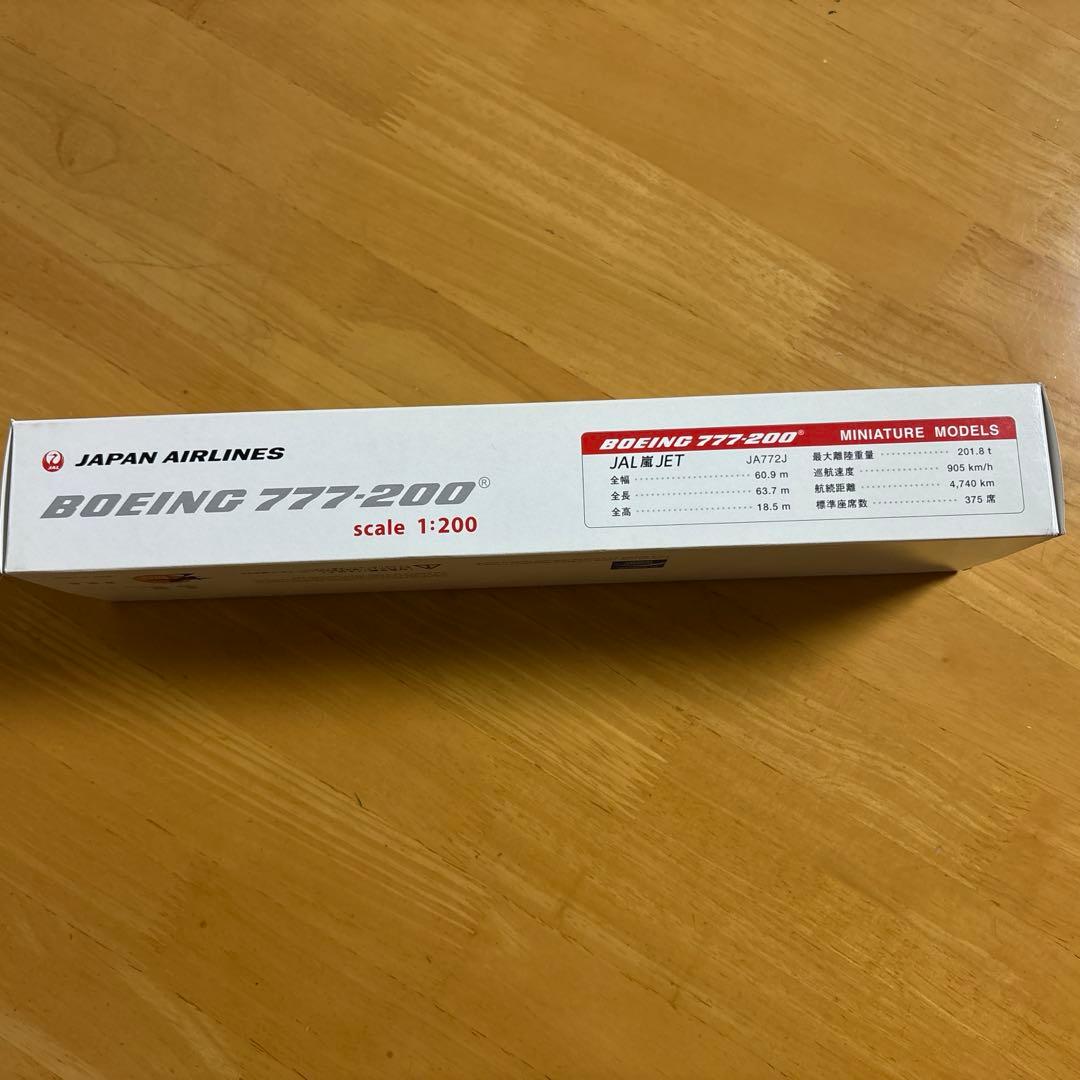 JAL JAPAN AIRLINES
BOEING 777-200®
scale 1:200
BOEING 777-200® MINIATURE MODELS
JAL嵐JET JA772J
全幅 60.9 m
全長 63.7 m
全高 18.5 m
最大離陸重量 201.8 t
巡航速度 905 km/h
航続距離 4,740 km
標準座席数 375 席